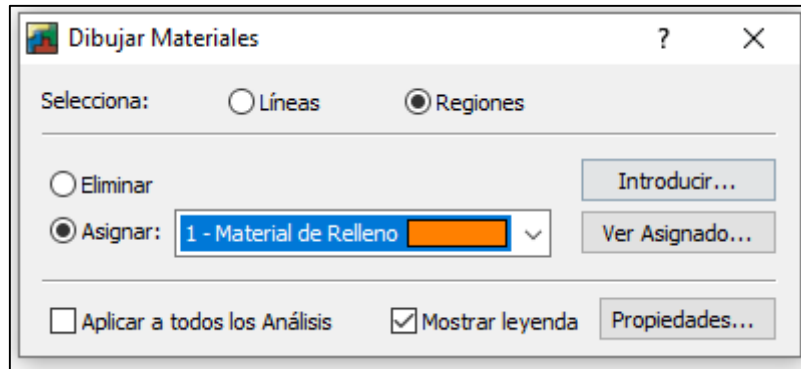 Dibujar Materiales ?
Selecciona: Líneas Regiones
Eliminar Introducir...
Asignar: 1 - Material de Relleno Ver Asignado...
Aplicar a todos los Análisis Mostrar leyenda Propiedades...